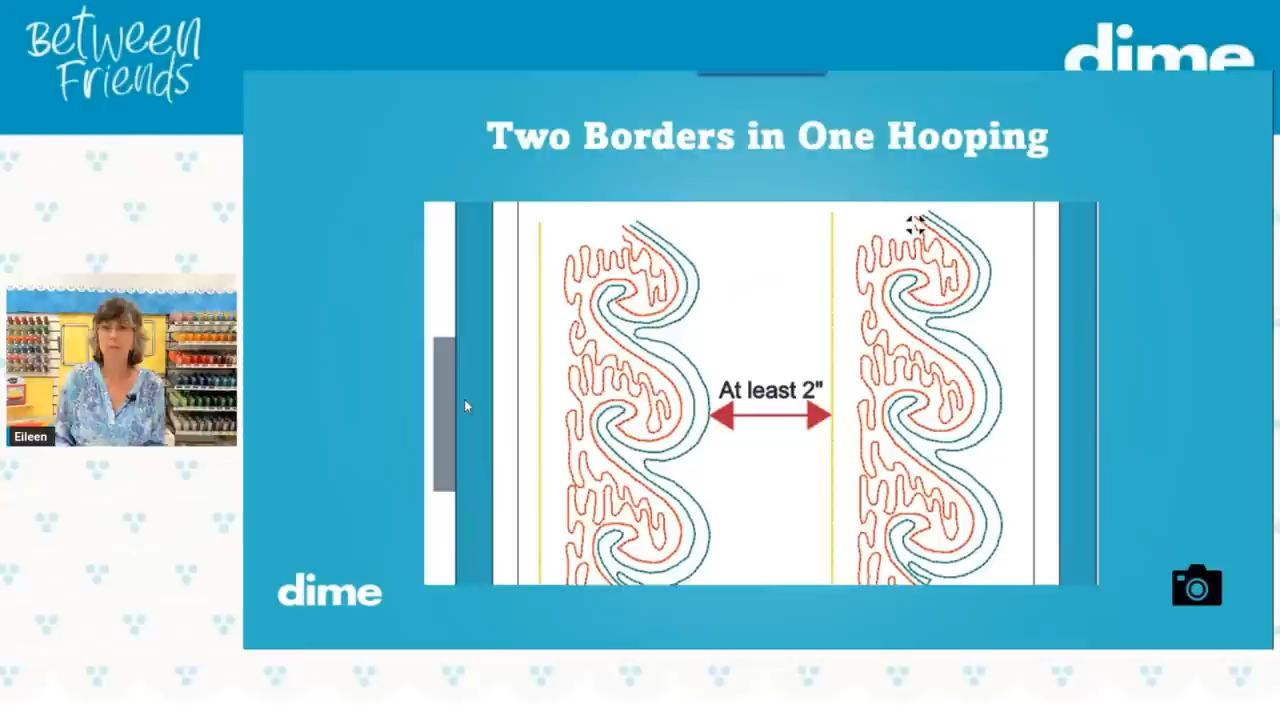 Between
Friends
dime
Two Borders in One Hooping
At least 2"
Eileen
dime